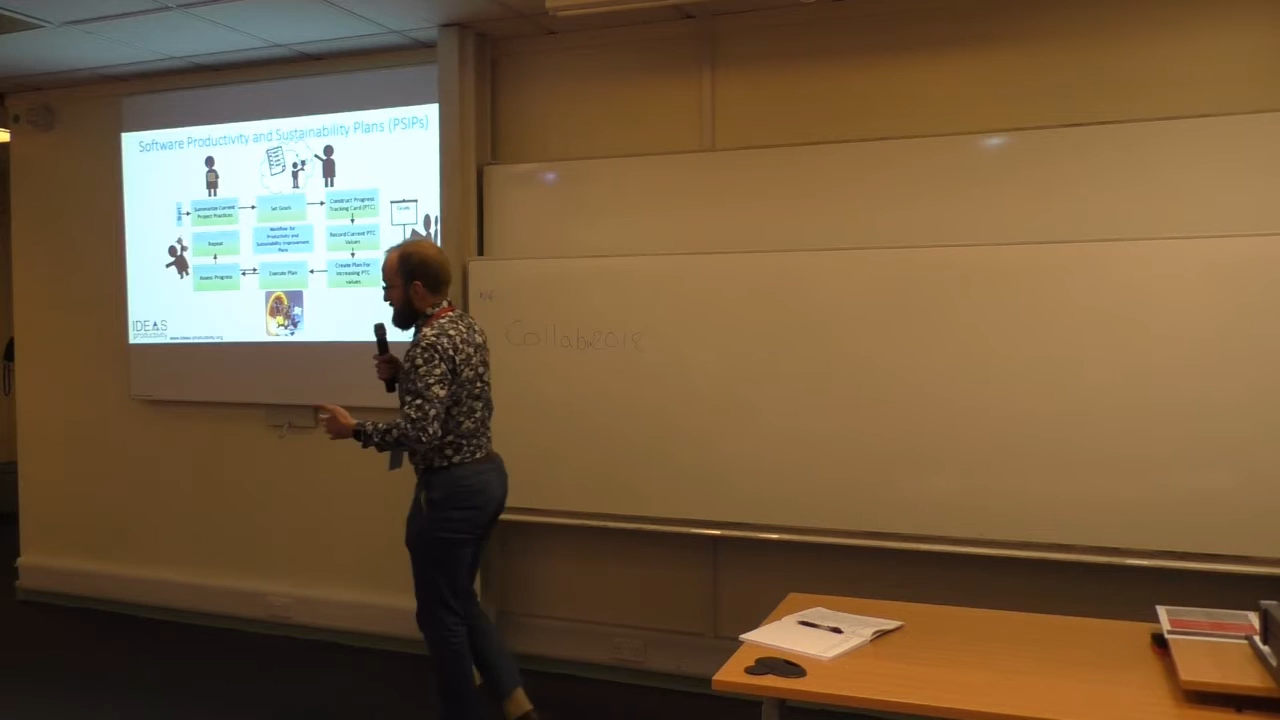 Software Productivity and Sustainability Plans (PSIPs)
Start
Summarize Current
Project Practices
Set Goals
Construct Progress
Tracking Card (PTC)
Repeat
Workflow for
Productivity and
Sustainability Improvement
Plans
Record Current PTC
Values
Assess Progress
Execute Plan
Create Plan for
Increasing PTC
values
IDEAS
productivity
www.ideas-productivity.org
Collabw2018